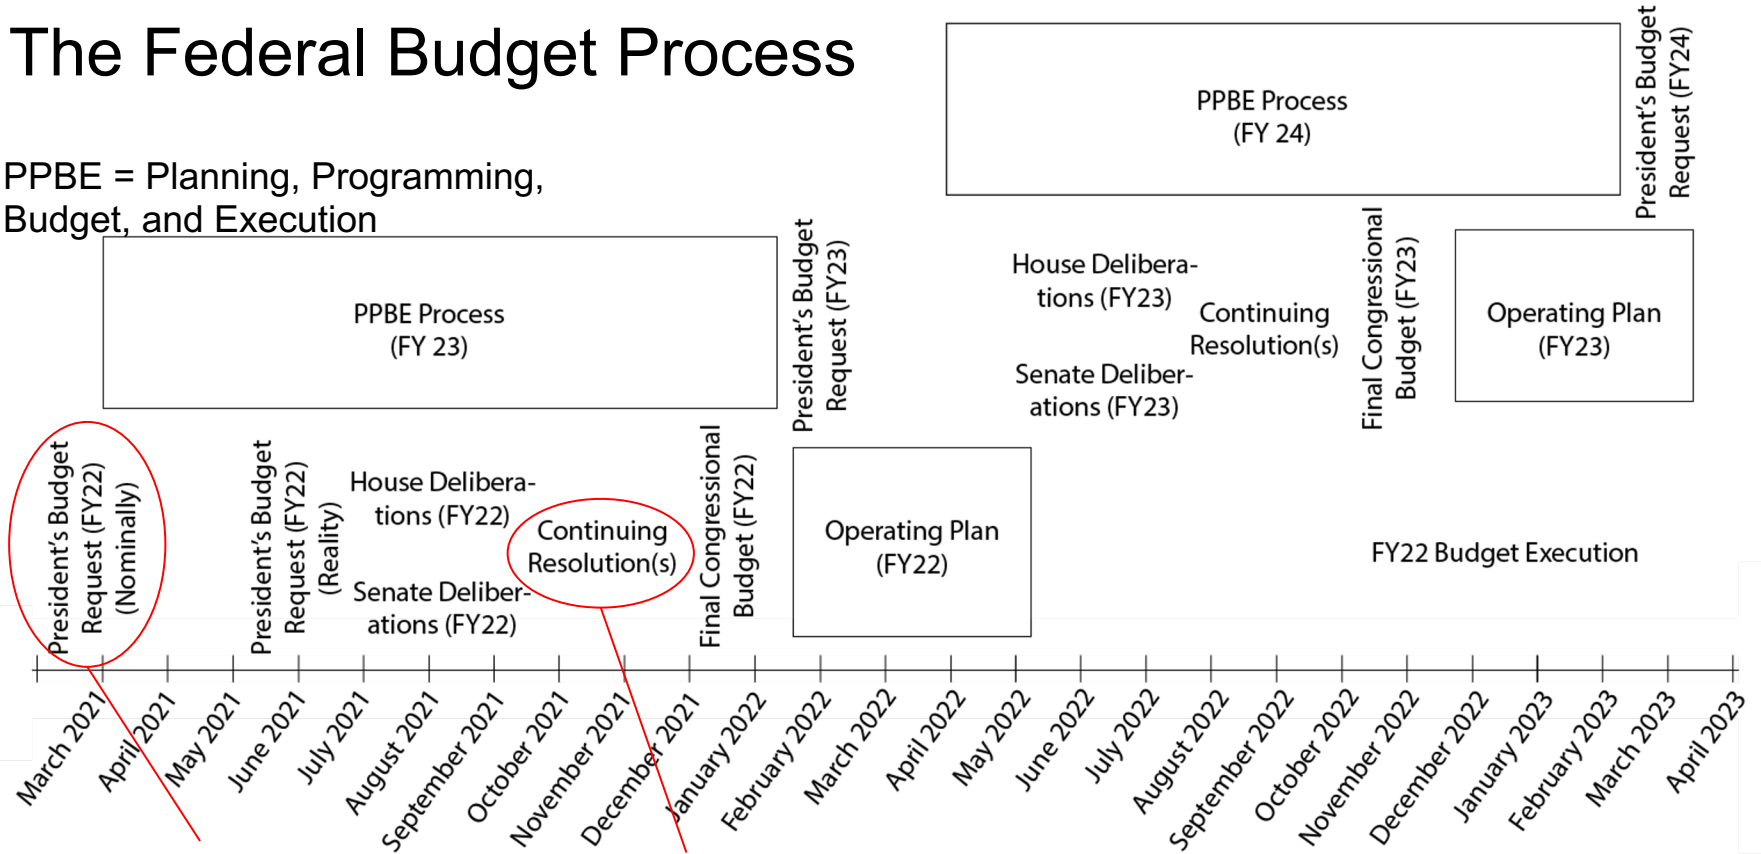 The Federal Budget Process
PPBE = Planning, Programming,
Budget, and Execution
PPBE Process
(FY 24)
President's Budget
Request (FY24)
PPBE Process
(FY 23)
President's Budget
Request (FY23)
House Delibera-
tions (FY23)
Senate Deliber-
ations (FY23)
Continuing
Resolution(s)
Final Congressional
Budget (FY23)
Operating Plan
(FY23)
President's Budget
Request (FY22)
(Nominally)
President's Budget
Request (FY22)
(Reality)
House Delibera-
tions (FY22)
Senate Deliber-
ations (FY22)
Continuing
Resolution(s)
Final Congressional
Budget (FY22)
Operating Plan
(FY22)
FY22 Budget Execution
March 2021
April 2021
May 2021
June 2021
July 2021
August 2021
September 2021
October 2021
November 2021
December 2021
January 2022
February 2022
March 2022
April 2022
May 2022
June 2022
July 2022
August 2022
September 2022
October 2022
November 2022
December 2022
January 2023
February 2023
March 2023
April 2023